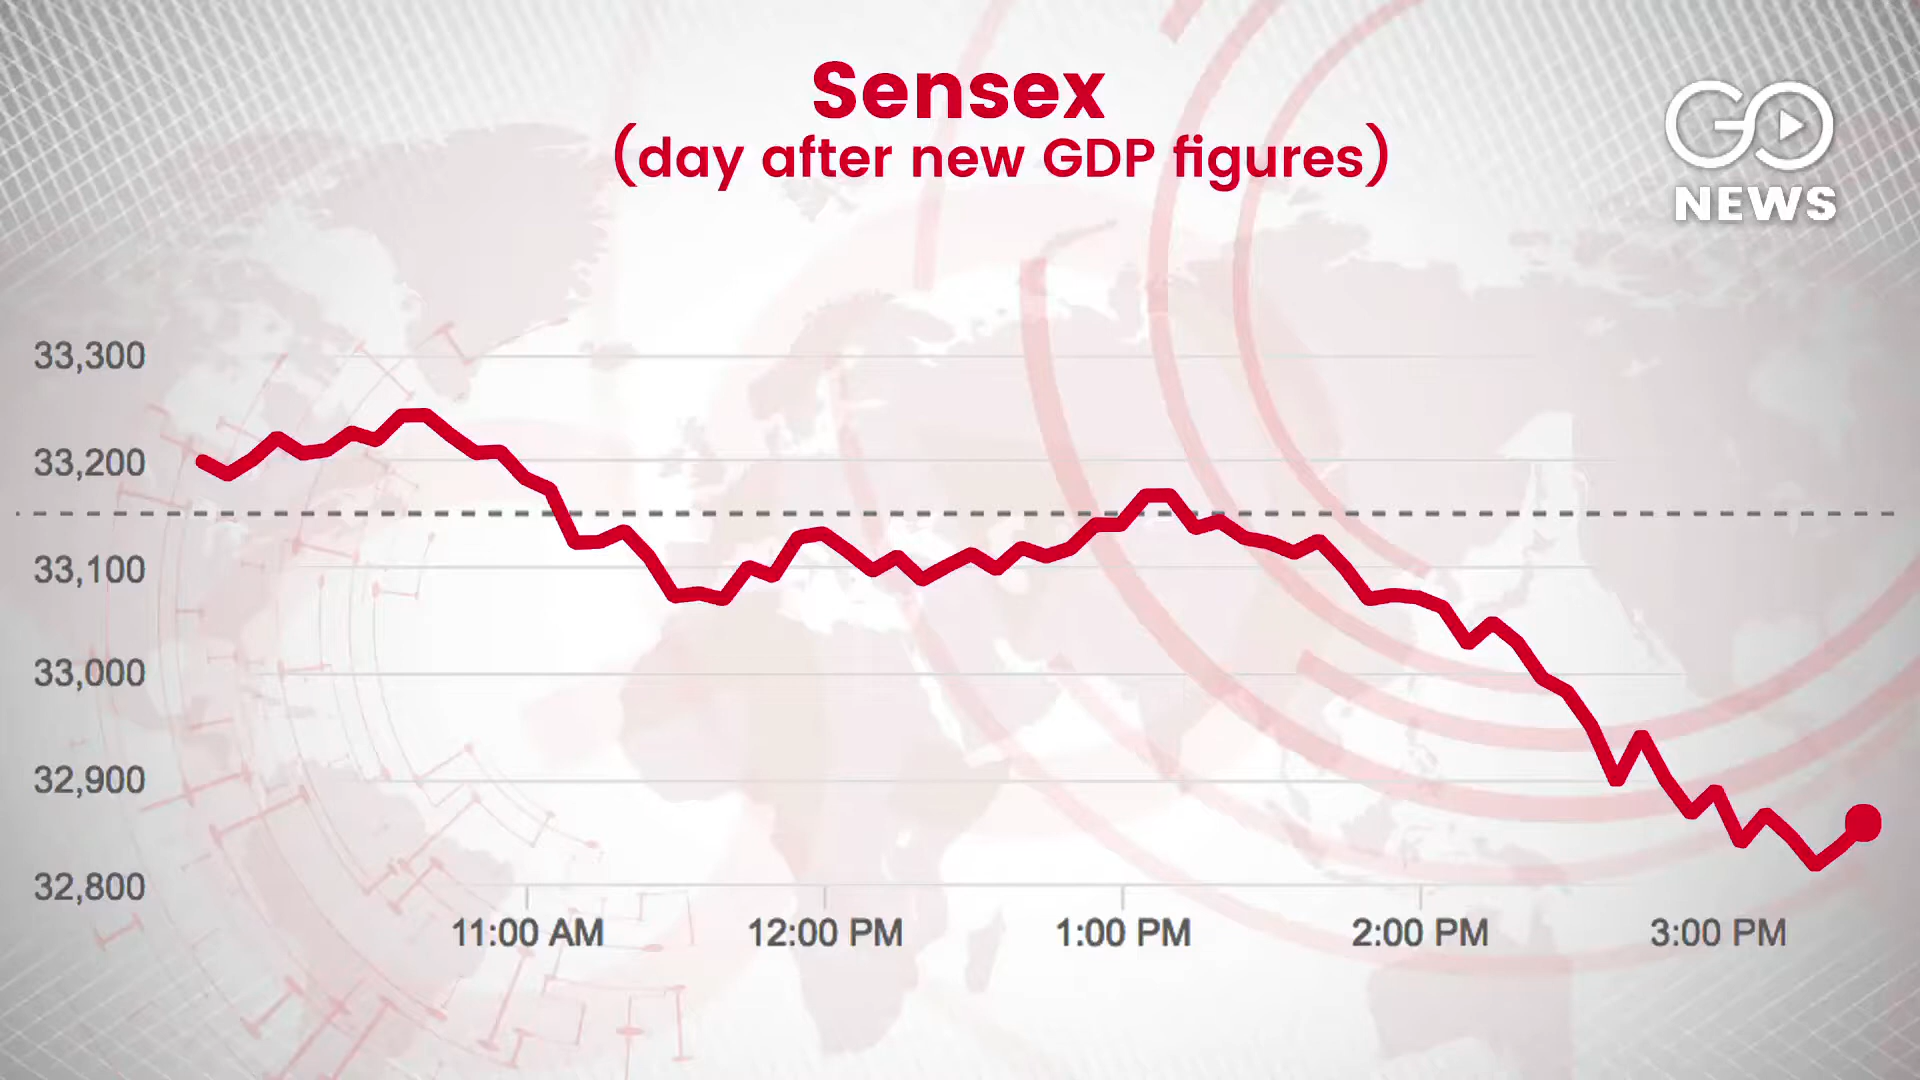 Sensex
(day after new GDP figures)
GO
NEWS
33,300
33,200
33,100
33,000
32,900
32,800
11:00 AM 12:00 PM 1:00 PM 2:00 PM 3:00 PM